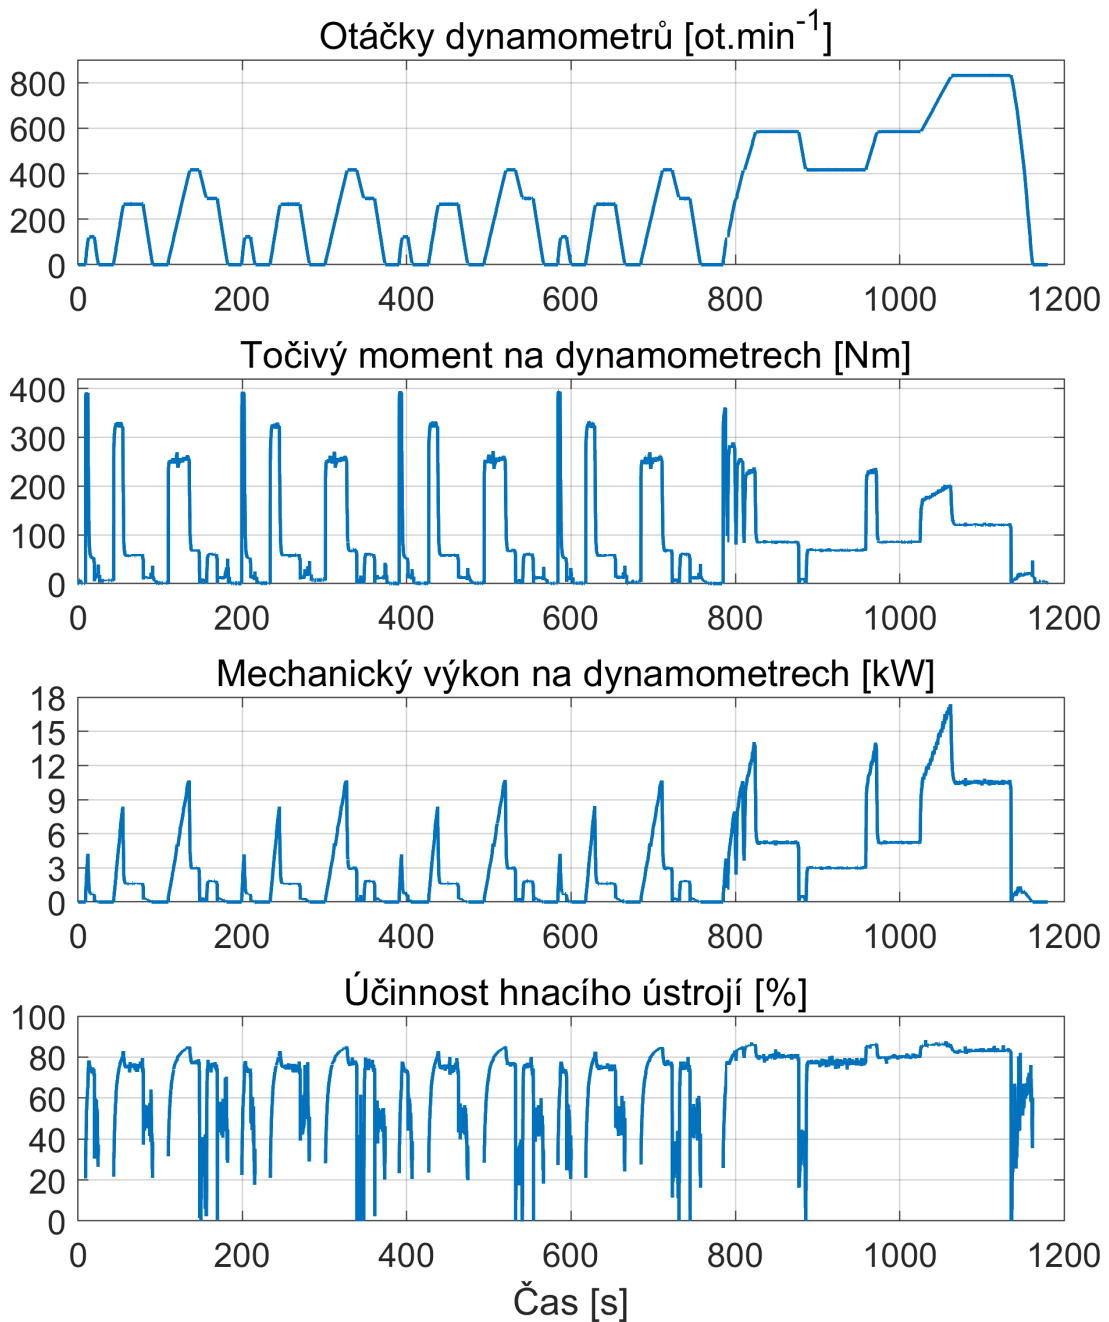 Otáčky dynamometrů [ot.min-1]
800
600
400
200
0
0 200 400 600 800 1000 1200
Točivý moment na dynamometrech [Nm]
400
300
200
100
0
0 200 400 600 800 1000 1200
Mechanický výkon na dynamometrech [kW]
18
15
12
9
6
3
0
0 200 400 600 800 1000 1200
Účinnost hnacího ústrojí [%]
100
80
60
40
20
0
0 200 400 600 800 1000 1200
Čas [s]